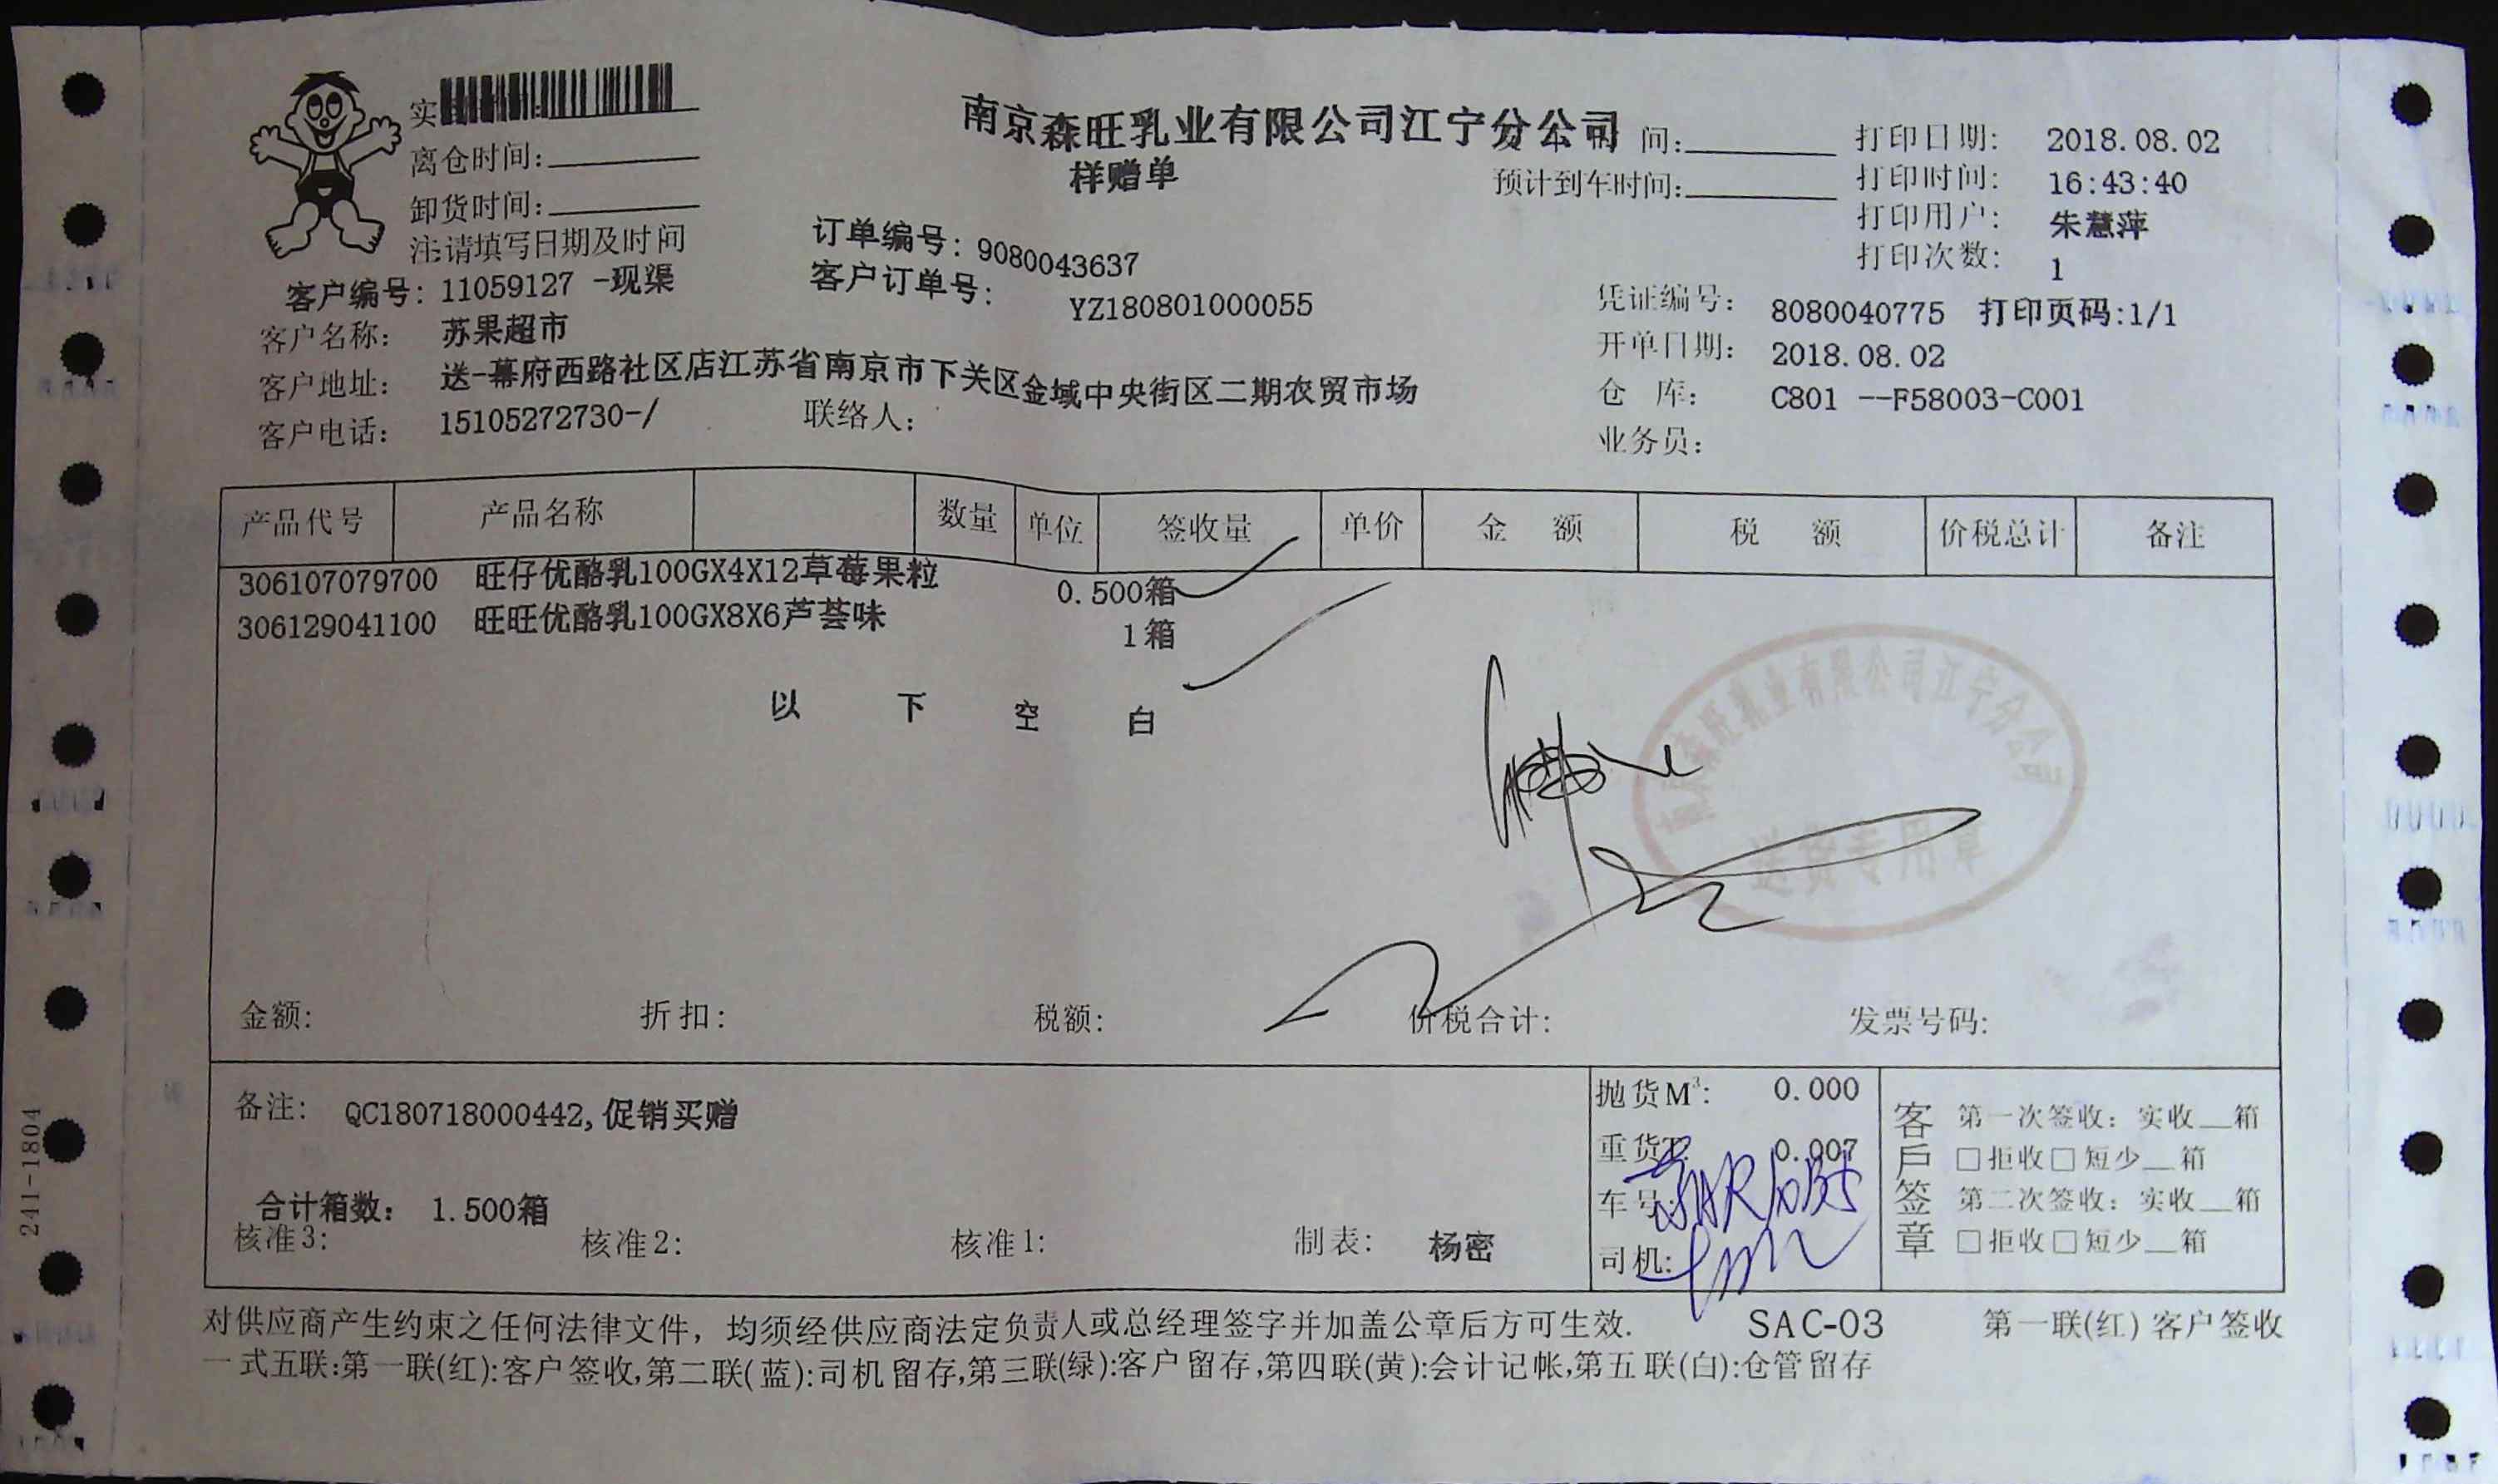 实
离仓时间:
卸货时间:
注:请填写日期及时间
南京森旺乳业有限公司江宁分公司
样赠单
间:
预计到车时间:
打印日期: 2018.08.02
打印时间: 16:43:40
打印用户: 朱慧萍
打印次数: 1
订单编号: 9080043637
客户订单号: YZ180801000055
客户编号: 11059127 -现渠
客户名称: 苏果超市
客户地址: 送-幕府西路社区店江苏省南京市下关区金域中央街区二期农贸市场
客户电话: 15105272730-/ 联络人:
凭证编号: 8080040775 打印页码:1/1
开单日期: 2018.08.02
仓 库: C801 --F58003-C001
业务员:
产品代号 产品名称 数量 单位 签收量 单价 金 额 税 额 价税总计 备注
306107079700 旺仔优酪乳100GX4X12草莓果粒 0.500箱
306129041100 旺旺优酪乳100GX8X6芦荟味 1箱
以 下 空 白
南京森旺乳业有限公司江宁分公司
送货专用章
金额: 折扣: 税额: 价税合计: 发票号码:
备注: QC180718000442,促销买赠
合计箱数: 1.500箱
核准3: 核准2: 核准1: 制表: 杨密
抛货M³: 0.000
重货T: 0.007
车号:
司机:
客戶签章
第一次签收: 实收__箱
□拒收□短少__箱
第二次签收: 实收__箱
□拒收□短少__箱
对供应商产生约束之任何法律文件，均须经供应商法定负责人或总经理签字并加盖公章后方可生效. SAC-03 第一联(红)客户签收
一式五联:第一联(红):客户签收,第二联(蓝):司机留存,第三联(绿):客户留存,第四联(黄):会计记帐,第五联(白):仓管留存
241-1804